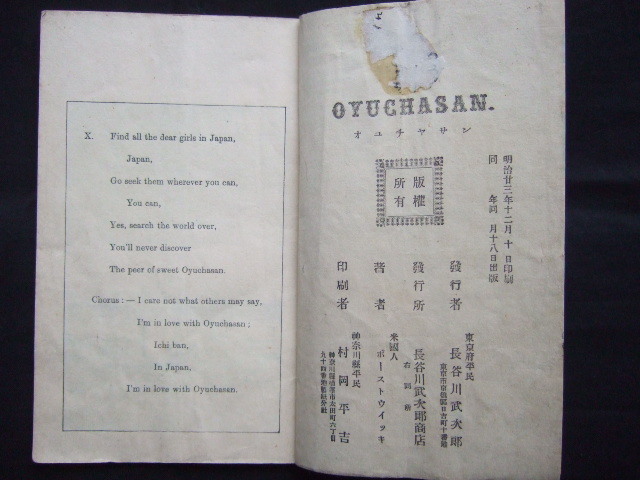 X. Find all the dear girls in Japan,
Japan,
Go seek them wherever you can,
You can,
Yes, search the world over,
You'll never discover
The peer of sweet Oyuchasan.
Chorus:—I care not what others may say,
I'm in love with Oyuchasan;
Ichi ban,
In Japan,
I'm in love with Oyuchasan.
OYUCHASAN.
オユチャサン
版權
所有
明治廿三年十二月十日印刷
同年同月十八日出版
發行者
東京府平民
長谷川武次郎
發行所
長谷川武次郎商店
著者
米國人
ポーストウイッキ
印刷者
神奈川縣平民
村岡平吉